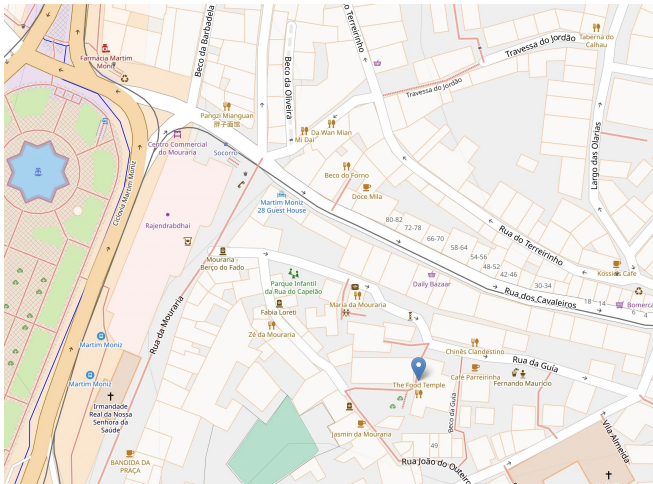 Beco da Barbadela
o Terreirinho
Taberna do
Calhau
Travessa do Jordão
Farmácia Martim
Moniz
Beco da Oliveira
Travessa do Jordão
Pangzi Mianguan
胖子面馆
Da Wan Mian
Mi Dai
Centro Commercial
do Mouraria
Socorro
Largo das Olarias
Beco do Forno
Doce Mila
Ciclovia Martim Moniz
Martim Moniz
28 Guest House
80-82
72-78
66-70
58-64
54-56
48-52
42-46
30-34
18
14
6
4
Rajendrabdhai
Rua do Terreirinho
Mouraria -
Berço do Fado
Kossius Cafe
Parque Infantil
da Rua do Capelão
Daily Bazaar
Rua dos Cavaleiros
Bomerca
Maria da Mouraria
Fabia Loreti
Rua da Mouraria
Zé da Mouraria
Martim Moniz
Chinês Clandestino
Rua da Guia
Café Parreirinha
Fernando Maurício
Martim Moniz
The Food Temple
Irmandade
Real da Nossa
Senhora da
Saúde
Beco da Guia
Jasmin da Mouraria
Vila Almeida
49
BANDIDA DA
PRAÇA
Rua João do Outeiro